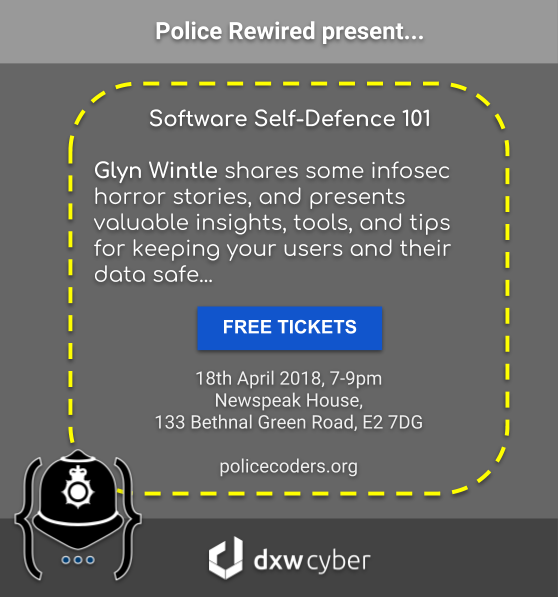 Police Rewired present...
Software Self-Defence 101
Glyn Wintle shares some infosec
horror stories, and presents
valuable insights, tools, and tips
for keeping your users and their
data safe...
FREE TICKETS
18th April 2018, 7-9pm
Newspeak House,
133 Bethnal Green Road, E2 7DG
policecoders.org
dxwcyber